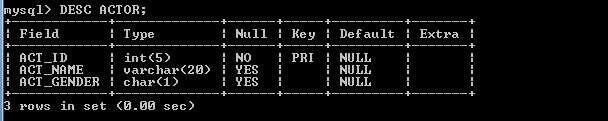 mysql> DESC ACTOR;
+------------+-------------+------+-----+---------+-------+
| Field      | Type        | Null | Key | Default | Extra |
+------------+-------------+------+-----+---------+-------+
| ACT_ID     | int(5)      | NO   | PRI | NULL    |       |
| ACT_NAME   | varchar(20) | YES  |     | NULL    |       |
| ACT_GENDER | char(1)     | YES  |     | NULL    |       |
+------------+-------------+------+-----+---------+-------+
3 rows in set (0.00 sec)